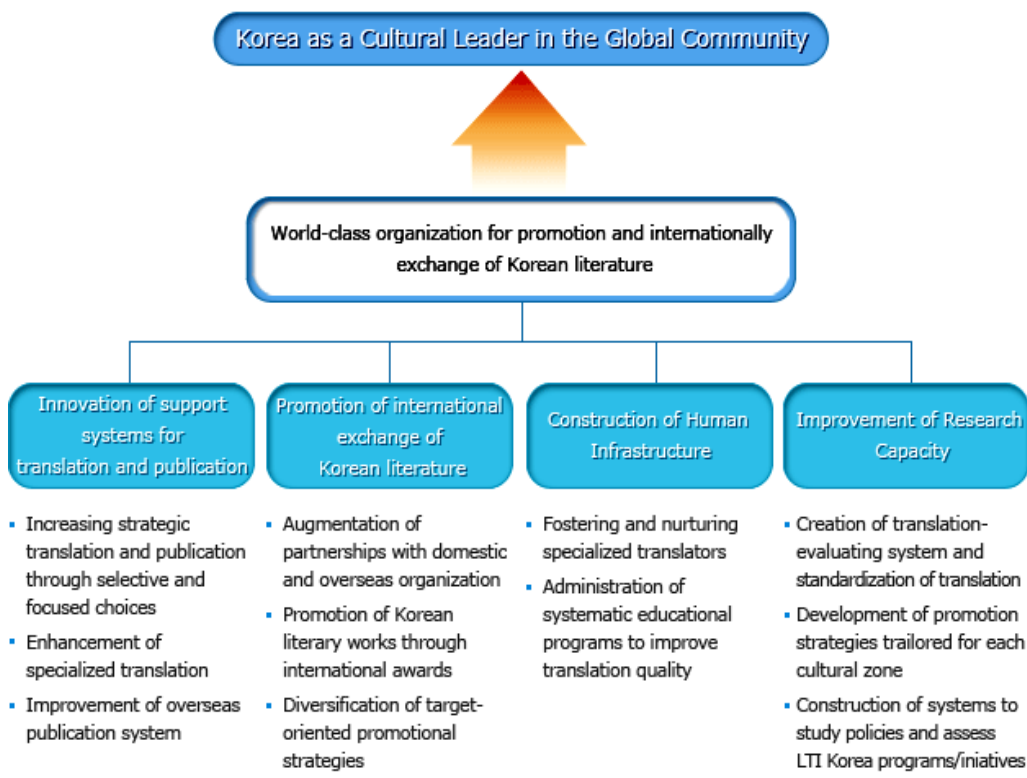 Korea as a Cultural Leader in the Global Community
World-class organization for promotion and internationally
exchange of Korean literature
Innovation of support
systems for
translation and publication
Promotion of international
exchange of
Korean literature
Construction of Human
Infrastructure
Improvement of Research
Capacity
Increasing strategic
translation and publication
through selective and
focused choices
Enhancement of
specialized translation
Improvement of overseas
publication system
Augmentation of
partnerships with domestic
and overseas organization
Promotion of Korean
literary works through
international awards
Diversification of target-
oriented promotional
strategies
Fostering and nurturing
specialized translators
Administration of
systematic educational
programs to improve
translation quality
Creation of translation-
evaluating system and
standardization of translation
Development of promotion
strategies trailored for each
cultural zone
Construction of systems to
study policies and assess
LTI Korea programs/iniatives